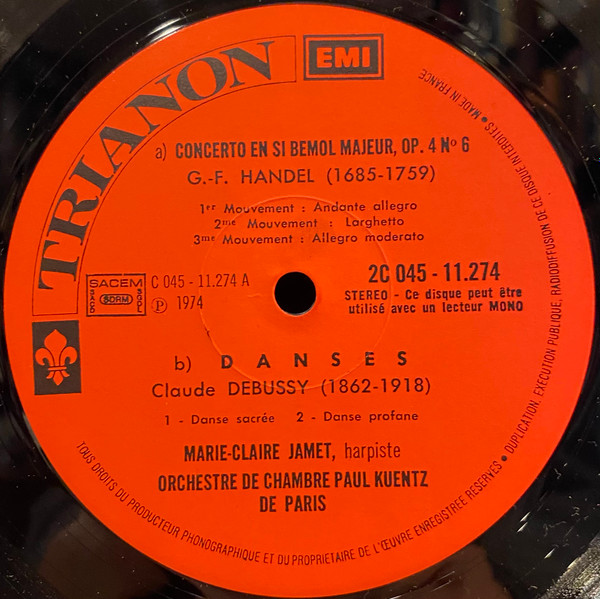 TRIANON
EMI
a) CONCERTO EN SI BEMOL MAJEUR, OP. 4 Nº 6
G.-F. HANDEL (1685-1759)
1er Mouvement : Andante allegro
2me Mouvement : Larghetto
3me Mouvement : Allegro moderato
SACEM
SACD SDRM SGDL
C 045 - 11.274 A
℗ 1974
2C 045 - 11.274
STEREO - Ce disque peut être
utilisé avec un lecteur MONO
b) DANSES
Claude DEBUSSY (1862-1918)
1 - Danse sacrée 2 - Danse profane
MARIE-CLAIRE JAMET, harpiste
ORCHESTRE DE CHAMBRE PAUL KUENTZ
DE PARIS
TOUS DROITS DU PRODUCTEUR PHONOGRAPHIQUE ET DU PROPRIETAIRE DE L'ŒUVRE ENREGISTREE RESERVES • DUPLICATION, EXECUTION PUBLIQUE, RADIODIFFUSION DE CE DISQUE INTERDITES • MADE IN FRANCE •